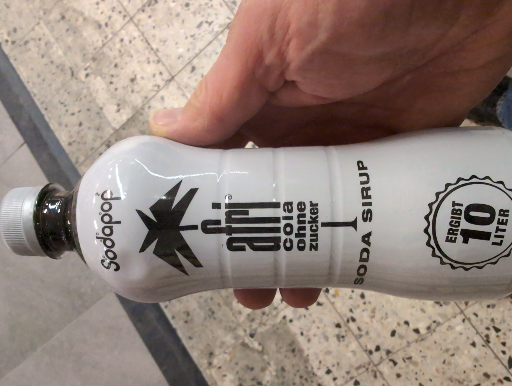 Sodapop
afri®
cola
ohne
zucker
SODA SIRUP
ERGIBT
10
LITER